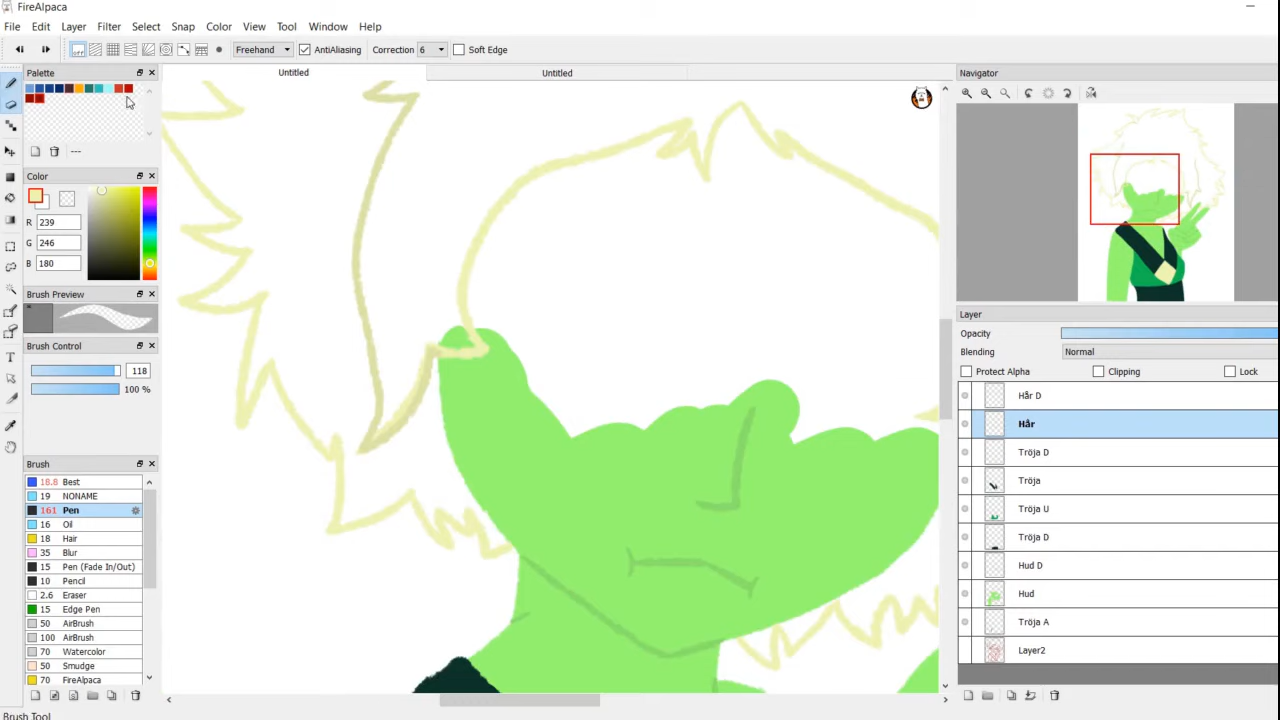 FireAlpaca
File Edit Layer Filter Select Snap Color View Tool Window Help
Freehand AntiAliasing Correction 6 Soft Edge
Palette
Untitled Untitled
---
Color
R 239
G 246
B 180
Brush Preview
Brush Control
118
100 %
Brush
18.8 Best
19 NONAME
161 Pen
16 Oil
18 Hair
35 Blur
15 Pen (Fade In/Out)
10 Pencil
2.6 Eraser
15 Edge Pen
50 AirBrush
100 AirBrush
70 Watercolor
58 Smudge
70 FireAlpaca
Brush Tool
Navigator
Layer
Opacity
Blending Normal
Protect Alpha Clipping Lock
Hår D
Hår
Tröja D
Tröja
Tröja U
Tröja D
Hud D
Hud
Tröja A
Layer2